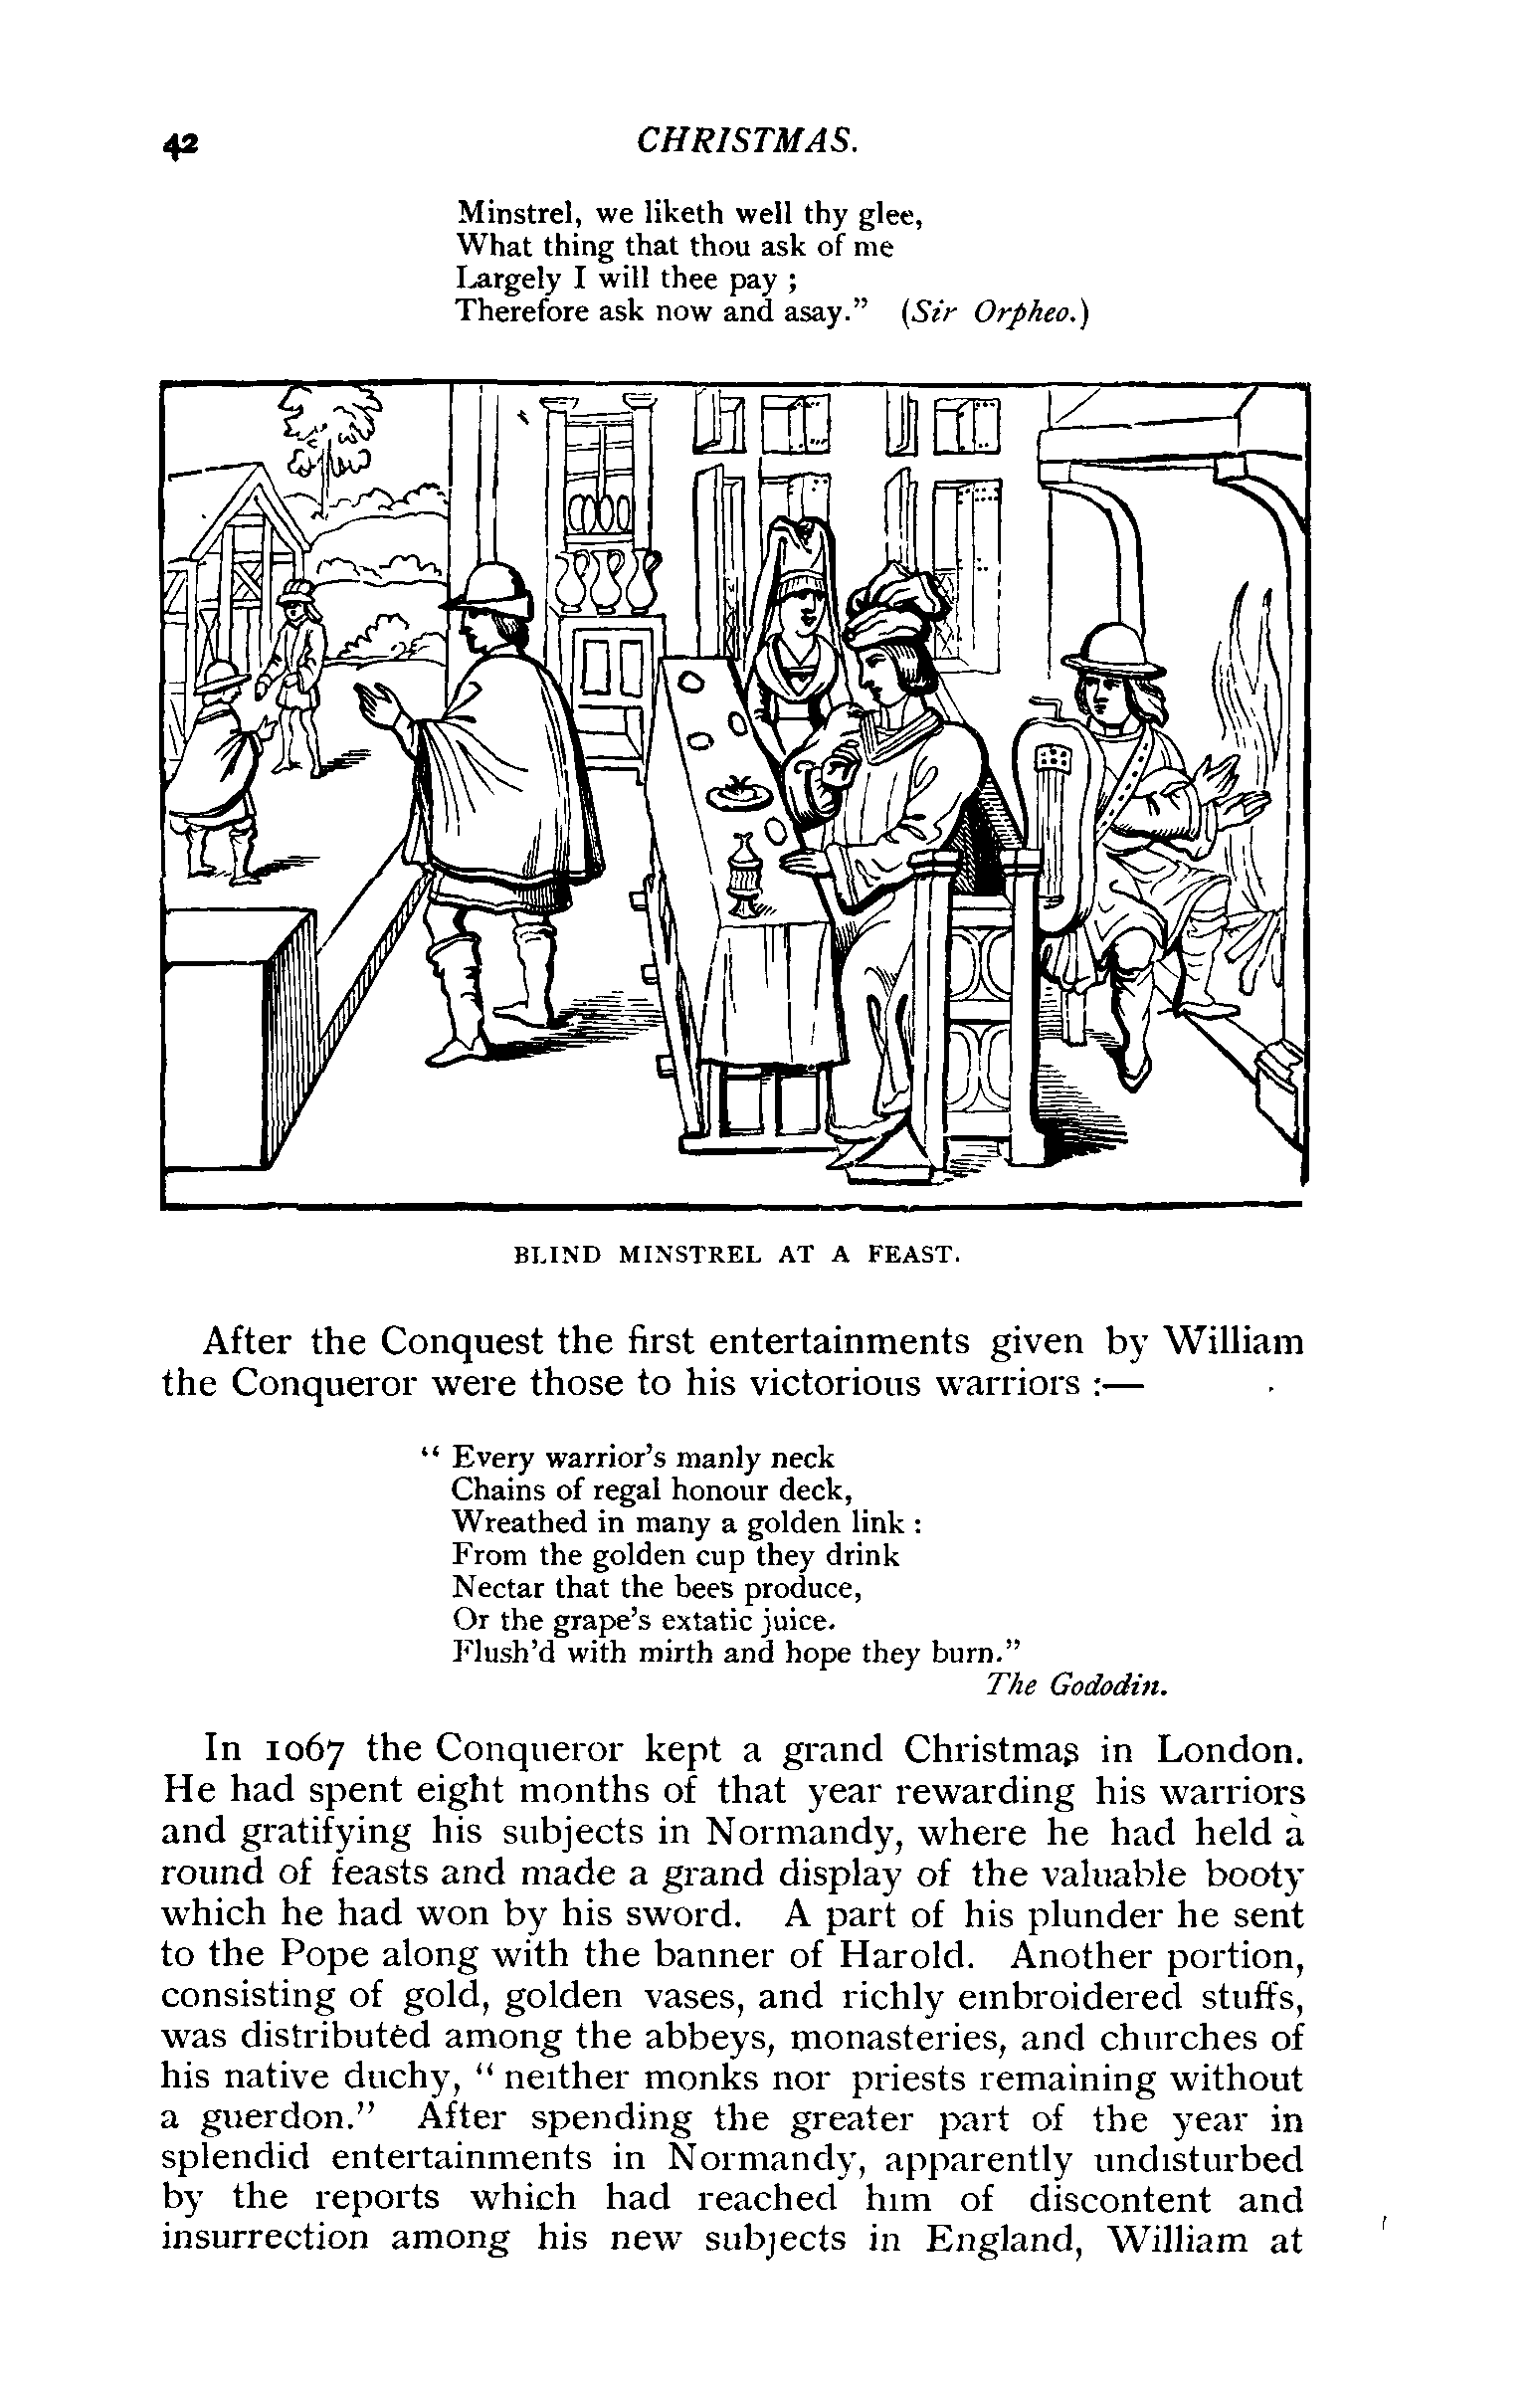 42
CHRISTMAS.
Minstrel, we liketh well thy glee,
What thing that thou ask of me
Largely I will thee pay ;
Therefore ask now and asay.” (Sir Orpheo.)
BLIND MINSTREL AT A FEAST.
After the Conquest the first entertainments given by William
the Conqueror were those to his victorious warriors :—
“ Every warrior’s manly neck
Chains of regal honour deck,
Wreathed in many a golden link :
From the golden cup they drink
Nectar that the bees produce,
Or the grape’s extatic juice.
Flush’d with mirth and hope they burn.”
The Gododin.
In 1067 the Conqueror kept a grand Christmas in London.
He had spent eight months of that year rewarding his warriors
and gratifying his subjects in Normandy, where he had held a
round of feasts and made a grand display of the valuable booty
which he had won by his sword. A part of his plunder he sent
to the Pope along with the banner of Harold. Another portion,
consisting of gold, golden vases, and richly embroidered stuffs,
was distributed among the abbeys, monasteries, and churches of
his native duchy, “ neither monks nor priests remaining without
a guerdon.” After spending the greater part of the year in
splendid entertainments in Normandy, apparently undisturbed
by the reports which had reached him of discontent and
insurrection among his new subjects in England, William at